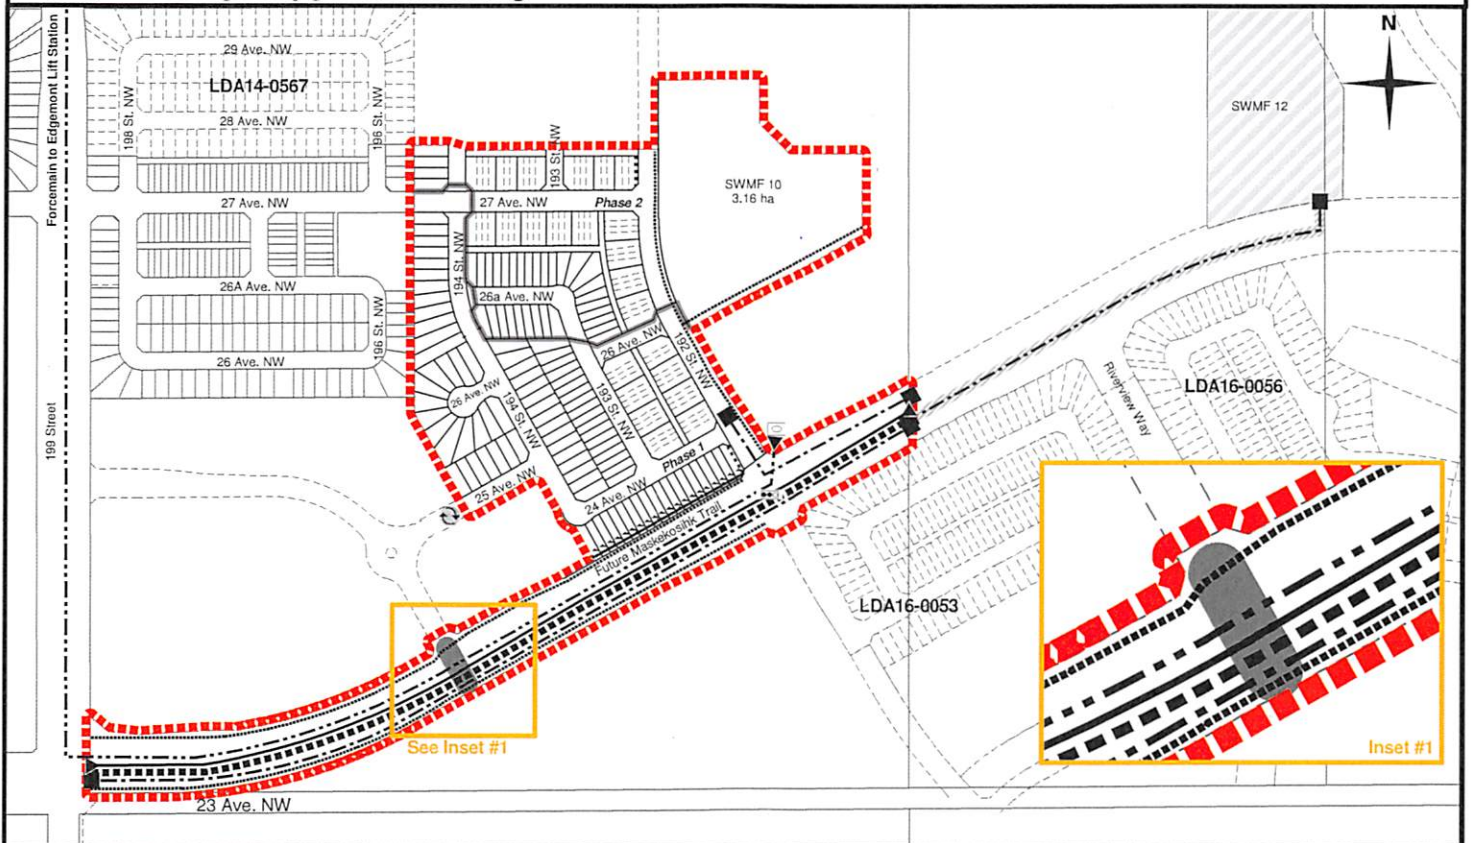 N
29 Ave. NW
LDA14-0567
198 St. NW
196 St. NW
28 Ave. NW
Forcemain to Edgemont Lift Station
SWMF 12
193 St. NW
SWMF 10
3.16 ha
27 Ave. NW
27 Ave. NW
Phase 2
194 St. NW
26A Ave. NW
26a Ave. NW
196 St. NW
26 Ave. NW
26 Ave. NW
192 St. NW
26 Ave. NW
194 St. NW
193 St. NW
Riverview Way
LDA16-0056
199 Street
Phase 1
25 Ave. NW
24 Ave. NW
Future Maskekosihk Trail
LDA16-0053
See Inset #1
Inset #1
23 Ave. NW